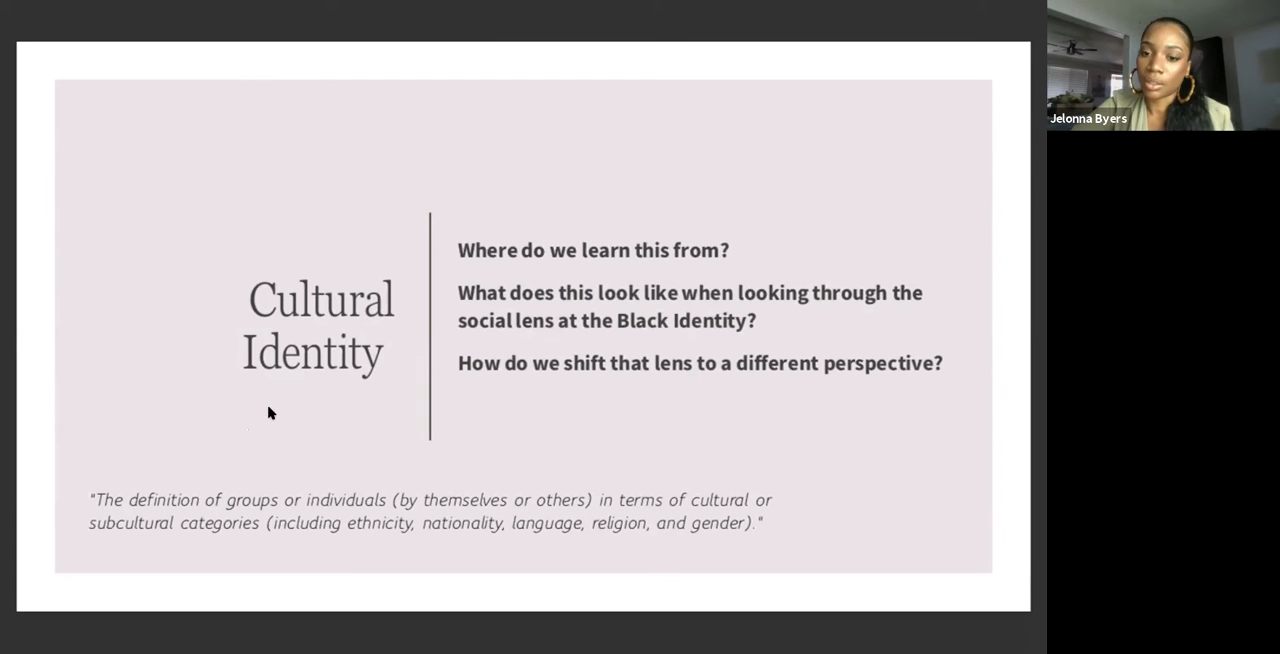 Jelonna Byers
Cultural
Identity
Where do we learn this from?
What does this look like when looking through the
social lens at the Black Identity?
How do we shift that lens to a different perspective?
"The definition of groups or individuals (by themselves or others) in terms of cultural or
subcultural categories (including ethnicity, nationality, language, religion, and gender)."